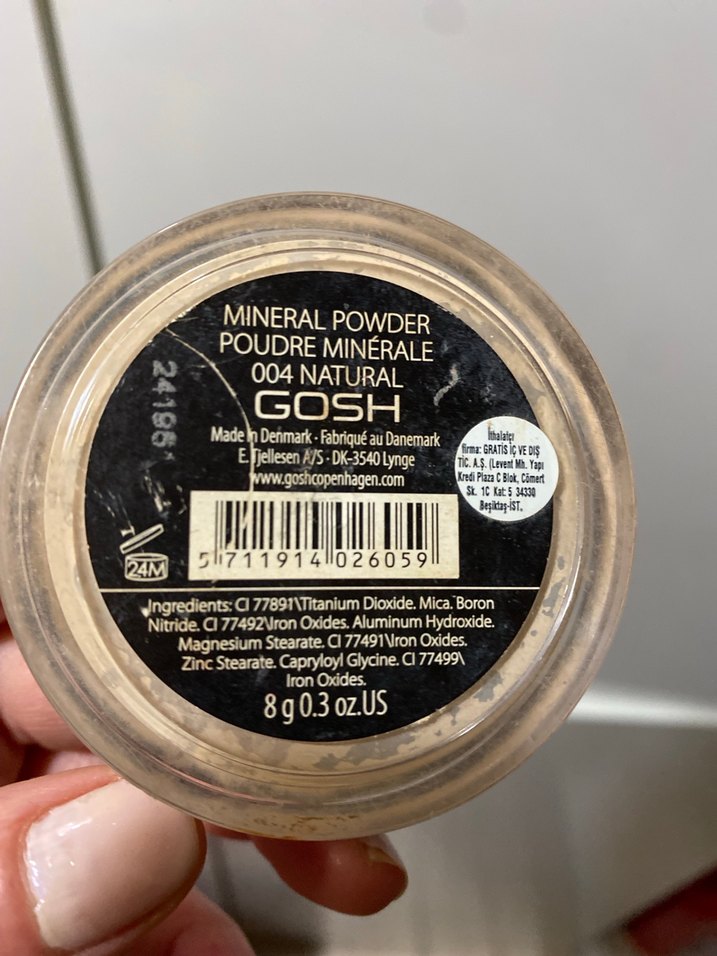 MINERAL POWDER
POUDRE MINÉRALE
004 NATURAL
GOSH
Made in Denmark · Fabriqué au Danemark
E. Tjellesen A/S · DK-3540 Lynge
www.goshcopenhagen.com
5 711914 026059
24M
Ingredients: CI 77891\Titanium Dioxide. Mica. Boron
Nitride. CI 77492\Iron Oxides. Aluminum Hydroxide.
Magnesium Stearate. CI 77491\Iron Oxides.
Zinc Stearate. Capryloyl Glycine. CI 77499\
Iron Oxides.
8 g 0.3 oz.US
İthalatçı
firma: GRATİS İÇ VE DIŞ
TİC. A.Ş. (Levent Mh. Yapı
Kredi Plaza C Blok, Cömert
Sk. 1C Kat: 5 34330
Beşiktaş-İST.